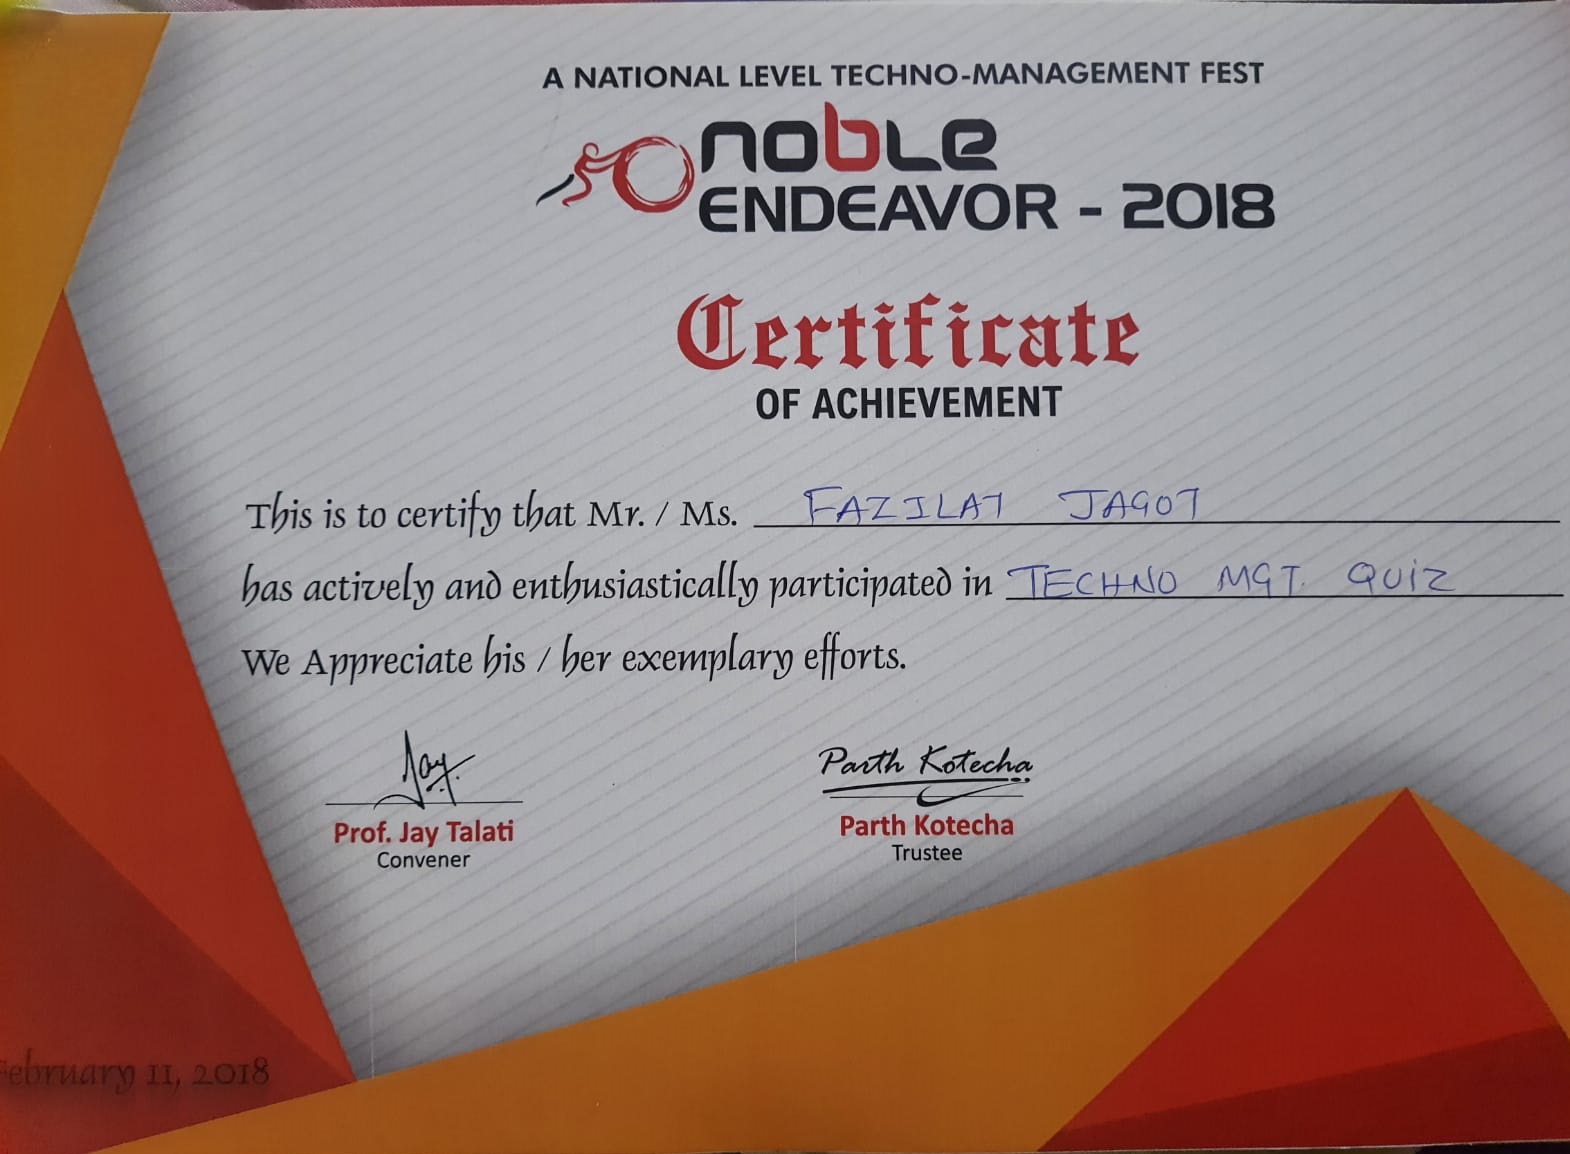 A NATIONAL LEVEL TECHNO-MANAGEMENT FEST
noble
ENDEAVOR - 2018
Certificate
OF ACHIEVEMENT
This is to certify that Mr. / Ms. FAZILAT JAGOT
has actively and enthusiastically participated in TECHNO MGT. QUIZ
We Appreciate his / her exemplary efforts.
Jay.
Prof. Jay Talati
Convener
Parth Kotecha
Parth Kotecha
Trustee
February 11, 2018